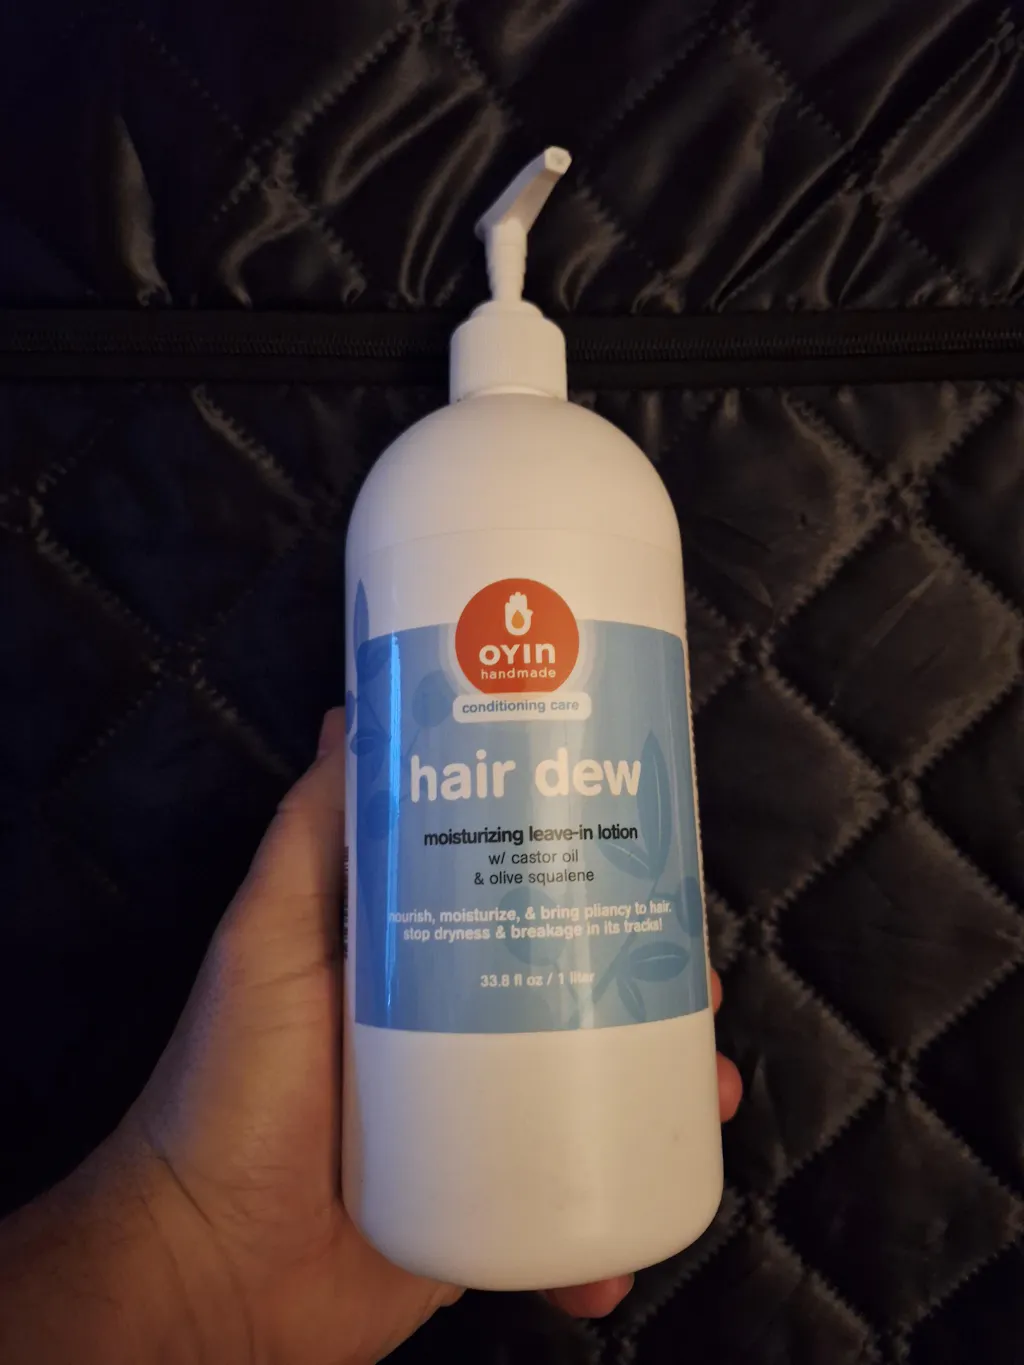 OYIN
handmade
conditioning care
hair dew
moisturizing leave-in lotion
w/ castor oil
& olive squalene
nourish, moisturize, & bring pliancy to hair.
stop dryness & breakage in its tracks!
33.8 fl oz / 1 liter